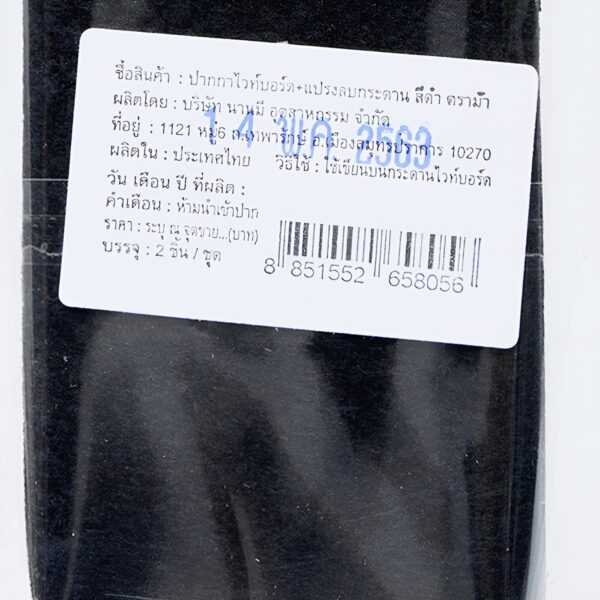 ชื่อสินค้า : ปากกาไวท์บอร์ด+แปรงลบกระดาน สีดำ ตราม้า
ผลิตโดย : บริษัท นานมี อุตสาหกรรม จำกัด
14 พ.ค. 2563
ที่อยู่ : 1121 หมู่6 ถ.เทพารักษ์ อ.เมืองสมุทรปราการ 10270
ผลิตใน : ประเทศไทย วิธีใช้ : ใช้เขียนบนกระดานไวท์บอร์ด
วัน เดือน ปี ที่ผลิต :
คำเตือน : ห้ามนำเข้าปาก
ราคา : ระบุ ณ จุดขาย...(บาท)
บรรจุ : 2 ชิ้น / ชุด
8 851552 658056